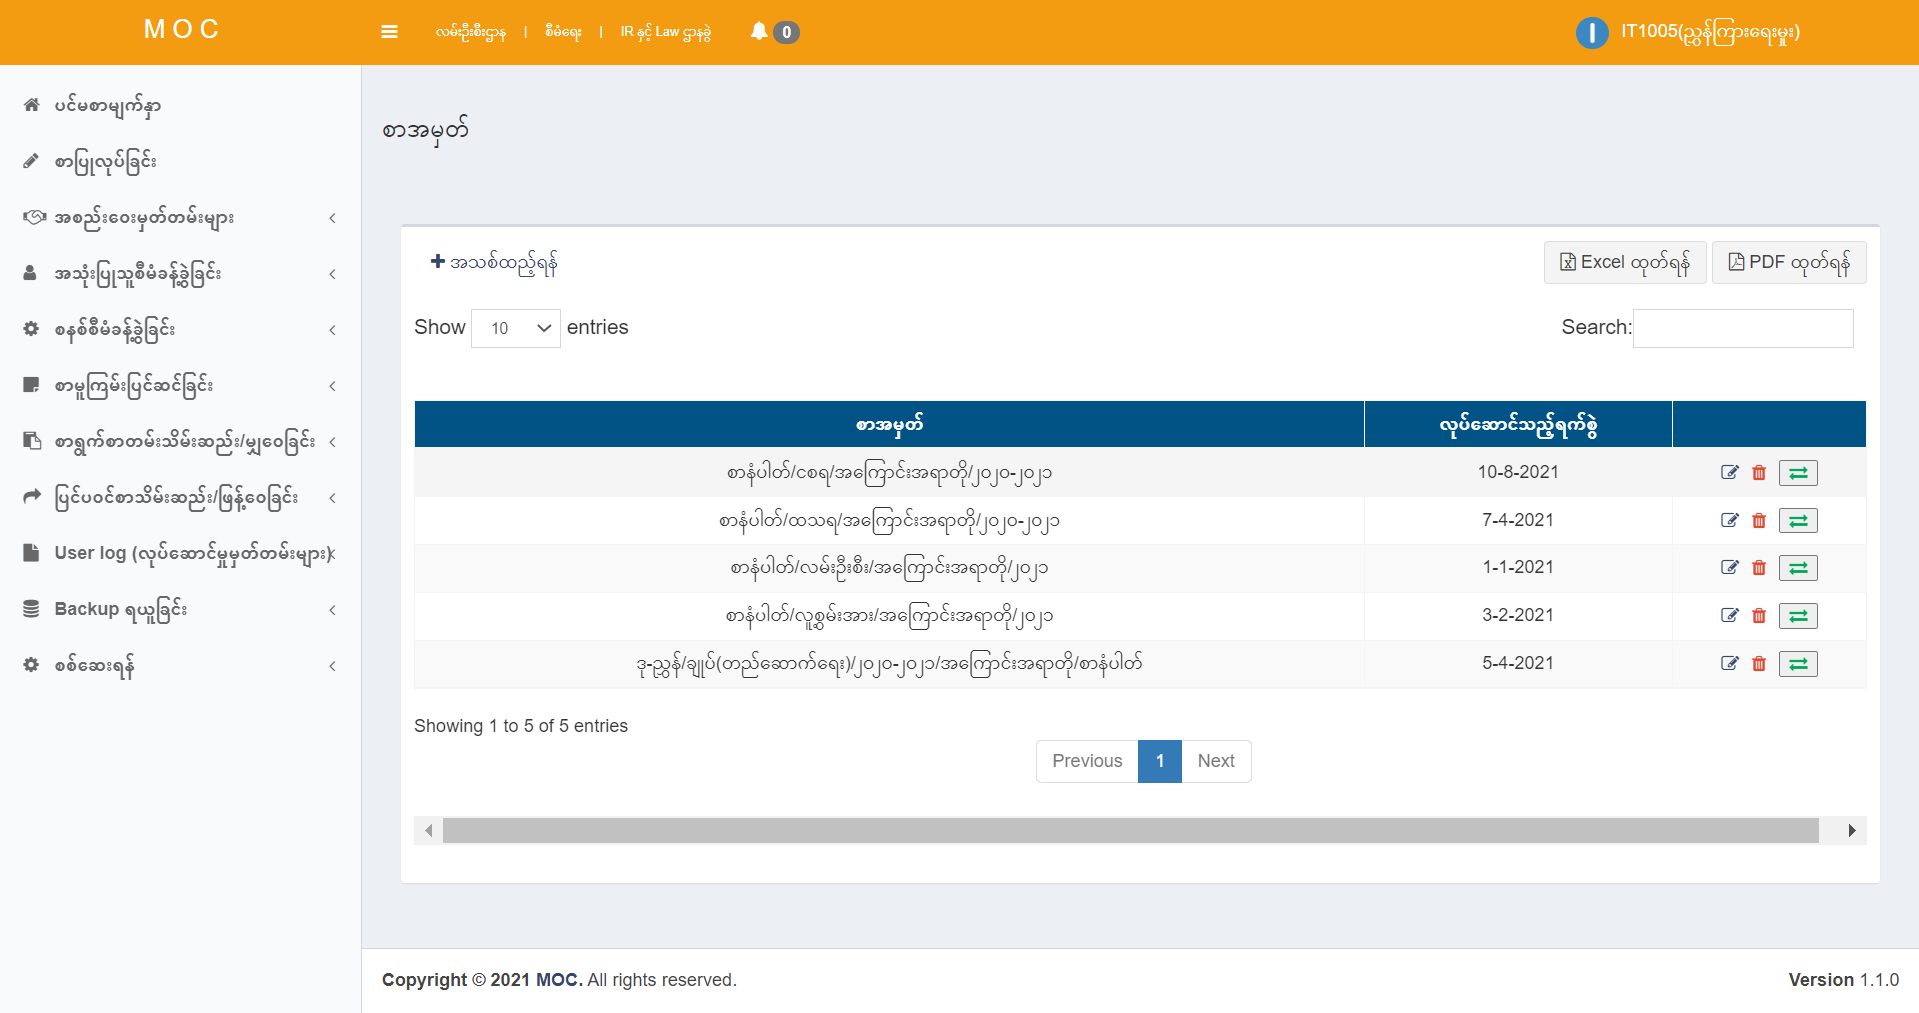 M O C
လမ်းဦးစီးဌာန | စီမံရေး | IR နှင့် Law ဌာနခွဲ 0
IT1005(ညွှန်ကြားရေးမှူး)
ပင်မစာမျက်နှာ
စာပြုလုပ်ခြင်း
အစည်းဝေးမှတ်တမ်းများ
အသုံးပြုသူစီမံခန့်ခွဲခြင်း
စနစ်စီမံခန့်ခွဲခြင်း
စာမူကြမ်းပြင်ဆင်ခြင်း
စာရွက်စာတမ်းသိမ်းဆည်း/မျှဝေခြင်း
ပြင်ပဝင်စာသိမ်းဆည်း/ဖြန့်ဝေခြင်း
User log (လုပ်ဆောင်မှုမှတ်တမ်းများ)
Backup ရယူခြင်း
စစ်ဆေးရန်
စာအမှတ်
အသစ်ထည့်ရန်
Excel ထုတ်ရန် PDF ထုတ်ရန်
Show 10 entries Search:
စာအမှတ် လုပ်ဆောင်သည့်ရက်စွဲ
စာနံပါတ်/ငစရ/အကြောင်းအရာတို/၂၀၂၀-၂၀၂၁ 10-8-2021
စာနံပါတ်/ထသရ/အကြောင်းအရာတို/၂၀၂၀-၂၀၂၁ 7-4-2021
စာနံပါတ်/လမ်းဦးစီး/အကြောင်းအရာတို/၂၀၂၁ 1-1-2021
စာနံပါတ်/လူ့စွမ်းအား/အကြောင်းအရာတို/၂၀၂၁ 3-2-2021
ဒု-ညွှန်/ချုပ်(တည်ဆောက်ရေး)/၂၀၂၀-၂၀၂၁/အကြောင်းအရာတို/စာနံပါတ် 5-4-2021
Showing 1 to 5 of 5 entries
Previous 1 Next
Copyright © 2021 MOC. All rights reserved.
Version 1.1.0